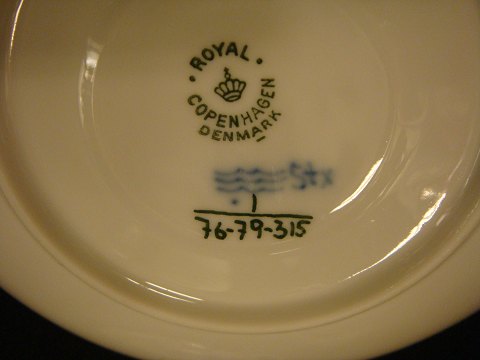 · ROYAL ·
COPENHAGEN
DENMARK
1
76-79-315